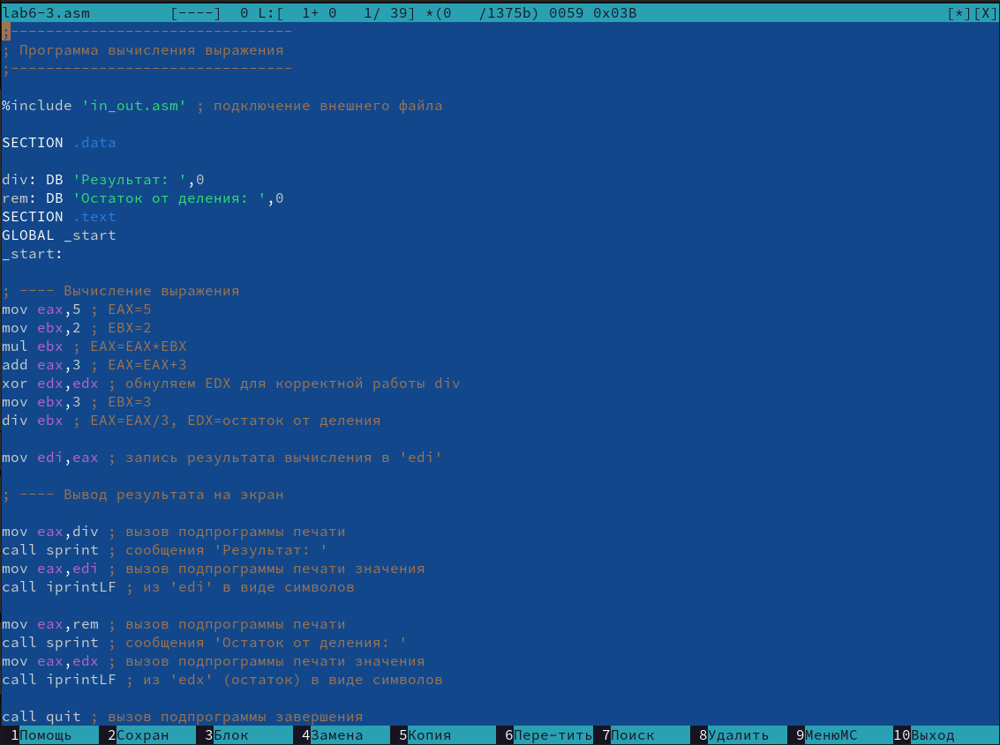 lab6-3.asm [----] 0 L:[ 1+ 0 1/ 39] *(0 /1375b) 0059 0x03B [*][X]
;--------------------------------
; Программа вычисления выражения
;--------------------------------
%include 'in_out.asm' ; подключение внешнего файла
SECTION .data
div: DB 'Результат: ',0
rem: DB 'Остаток от деления: ',0
SECTION .text
GLOBAL _start
_start:
; ---- Вычисление выражения
mov eax,5 ; EAX=5
mov ebx,2 ; EBX=2
mul ebx ; EAX=EAX*EBX
add eax,3 ; EAX=EAX+3
xor edx,edx ; обнуляем EDX для корректной работы div
mov ebx,3 ; EBX=3
div ebx ; EAX=EAX/3, EDX=остаток от деления
mov edi,eax ; запись результата вычисления в 'edi'
; ---- Вывод результата на экран
mov eax,div ; вызов подпрограммы печати
call sprint ; сообщения 'Результат: '
mov eax,edi ; вызов подпрограммы печати значения
call iprintLF ; из 'edi' в виде символов
mov eax,rem ; вызов подпрограммы печати
call sprint ; сообщения 'Остаток от деления: '
mov eax,edx ; вызов подпрограммы печати значения
call iprintLF ; из 'edx' (остаток) в виде символов
call quit ; вызов подпрограммы завершения
1Помощь 2Сохран 3Блок 4Замена 5Копия 6Пере~тить 7Поиск 8Удалить 9МенюМС 10Выход